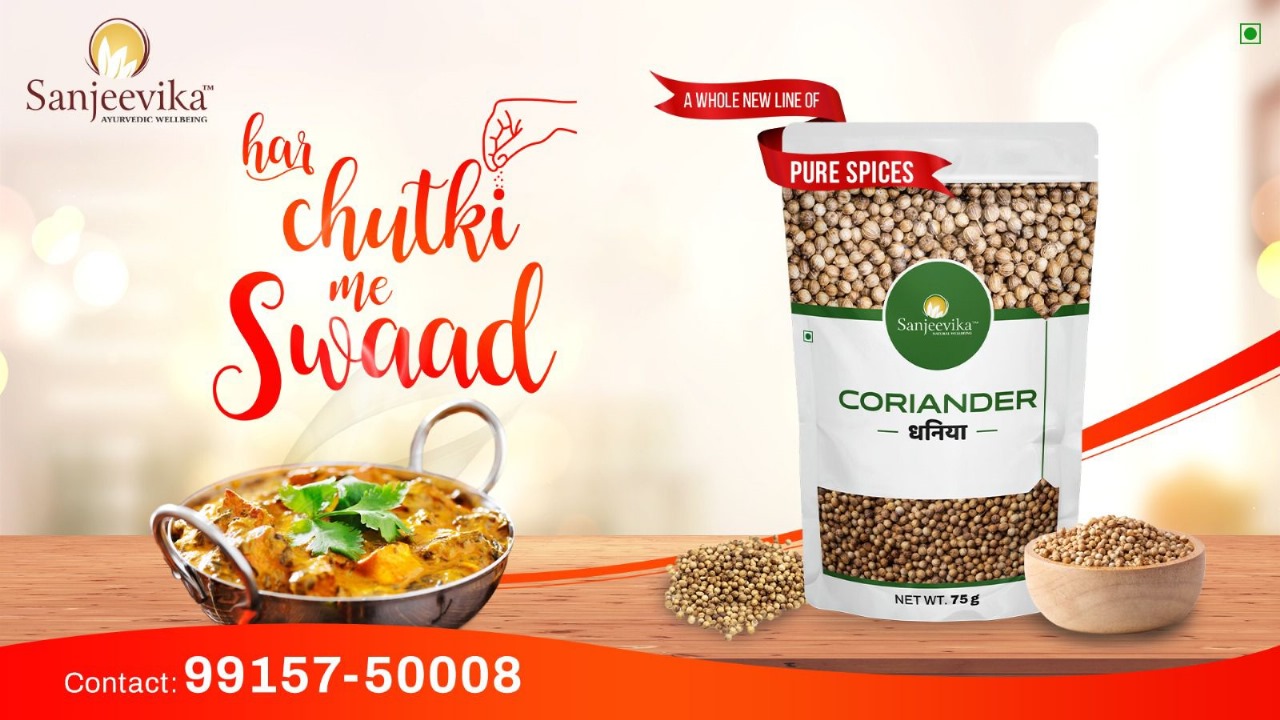 Sanjeevika™
AYURVEDIC WELLBEING
har
chutki
me
Swaad
A WHOLE NEW LINE OF
PURE SPICES
Sanjeevika™
CORIANDER
धनिया
NET WT. 75 g
Contact: 99157-50008